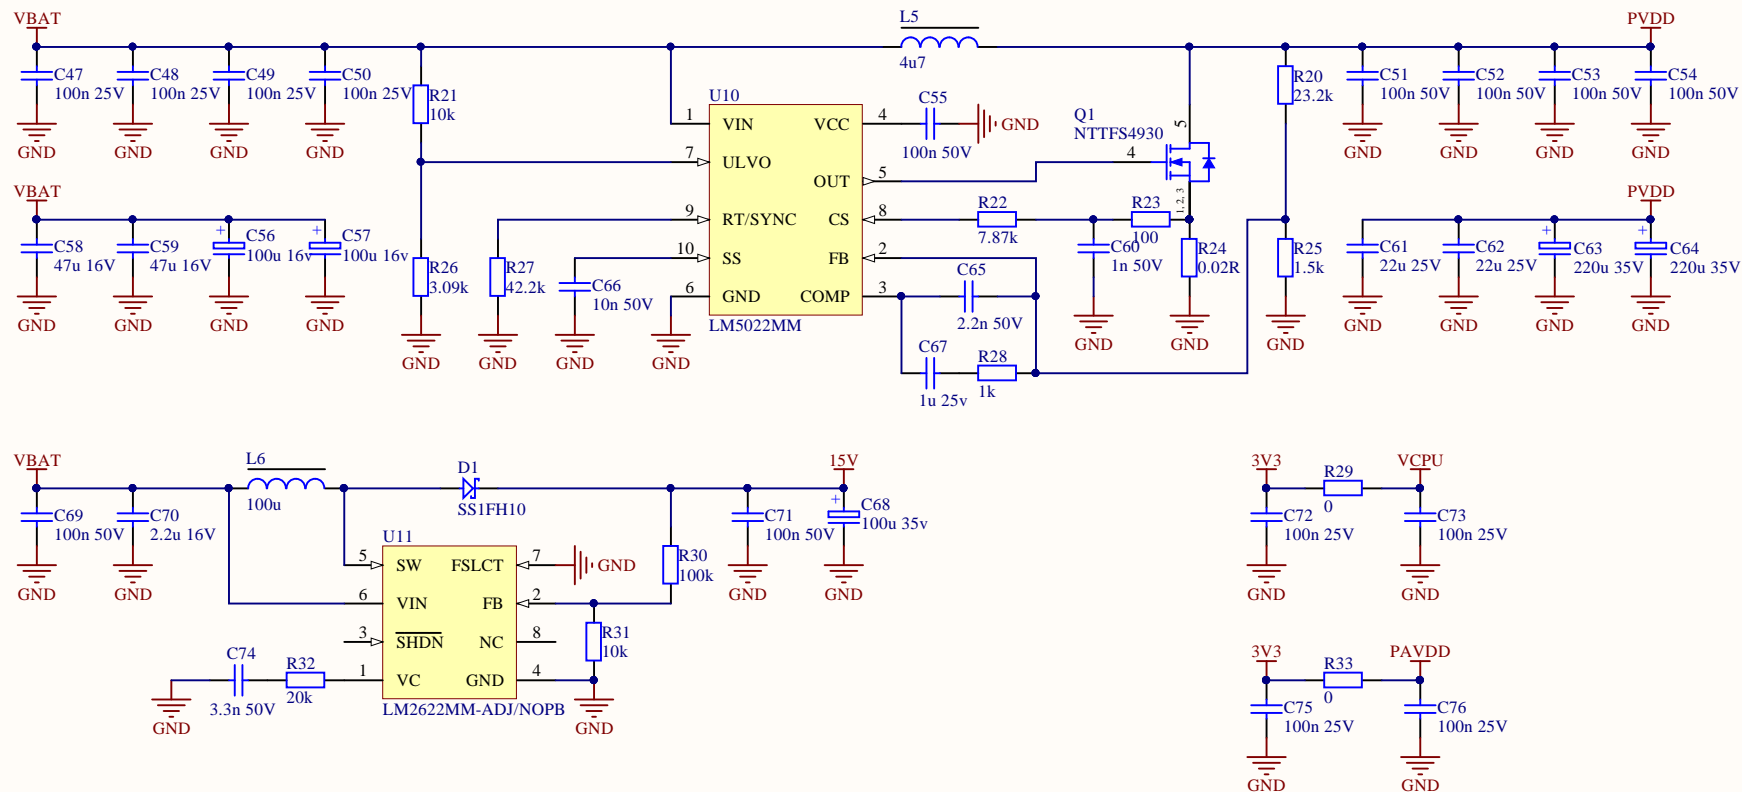 VBAT
L5
PVDD
4u7
C47
100n 25V
C48
100n 25V
C49
100n 25V
C50
100n 25V
R21
10k
R20
23.2k
C51
100n 50V
C52
100n 50V
C53
100n 50V
C54
100n 50V
GND
GND
GND
GND
U10
1
VIN
7
ULVO
9
RT/SYNC
10
SS
6
GND
VCC
4
OUT
5
CS
8
FB
2
COMP
3
LM5022MM
C55
100n 50V
GND
Q1
NTTFS4930
5
4
1, 2, 3
GND
GND
GND
GND
VBAT
C58
47u 16V
C59
47u 16V
+
C56
100u 16v
+
C57
100u 16v
GND
GND
GND
GND
R26
3.09k
GND
R27
42.2k
GND
C66
10n 50V
GND
GND
R22
7.87k
R23
100
C60
1n 50V
GND
R24
0.02R
GND
R25
1.5k
GND
C65
2.2n 50V
C67
1u 25v
R28
1k
PVDD
C61
22u 25V
C62
22u 25V
+
C63
220u 35V
+
C64
220u 35V
GND
GND
GND
GND
VBAT
L6
100u
D1
SS1FH10
15V
C69
100n 50V
C70
2.2u 16V
GND
GND
U11
5
SW
6
VIN
3
SHDN
1
VC
FSLCT
7
FB
2
NC
8
GND
4
LM2622MM-ADJ/NOPB
GND
R30
100k
R31
10k
GND
C71
100n 50V
GND
+
C68
100u 35v
GND
C74
3.3n 50V
R32
20k
GND
3V3
R29
0
VCPU
C72
100n 25V
C73
100n 25V
GND
GND
3V3
R33
0
PAVDD
C75
100n 25V
C76
100n 25V
GND
GND